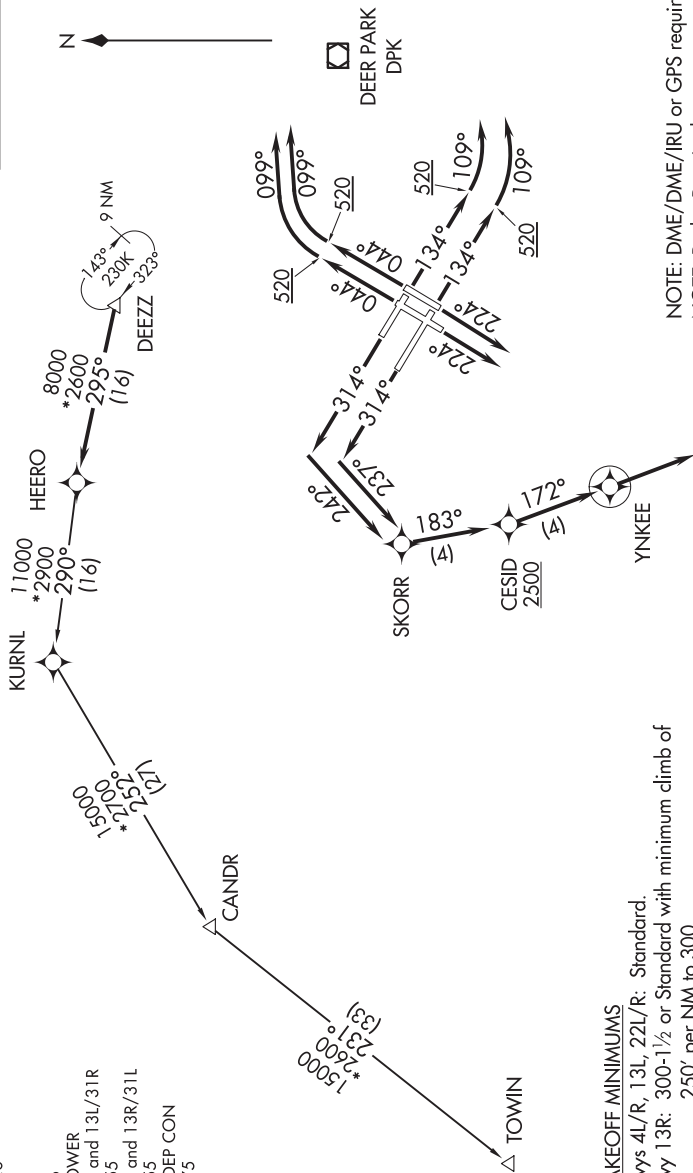 N
DEER PARK
DPK
9 NM
143°
230K
323°
DEEZZ
8000
*2600
295°
(16)
HEERO
11000
*2900
290°
(16)
KURNL
15000
*2700
252°
(27)
CANDR
15000
*2600
231°
(33)
TOWIN
099°
099°
520
520
044°
044°
109°
109°
520
520
134°
134°
224°
224°
314°
314°
242°
237°
SKORR
183°
(4)
CESID
2500
172°
(4)
YNKEE
OWER
and 13L/31R
and 13R/31L
DEP CON
NOTE: DME/DME/IRU or GPS requir
KEOFF MINIMUMS
ys 4L/R, 13L, 22L/R: Standard.
y 13R: 300-1½ or Standard with minimum climb of
250' per NM to 300